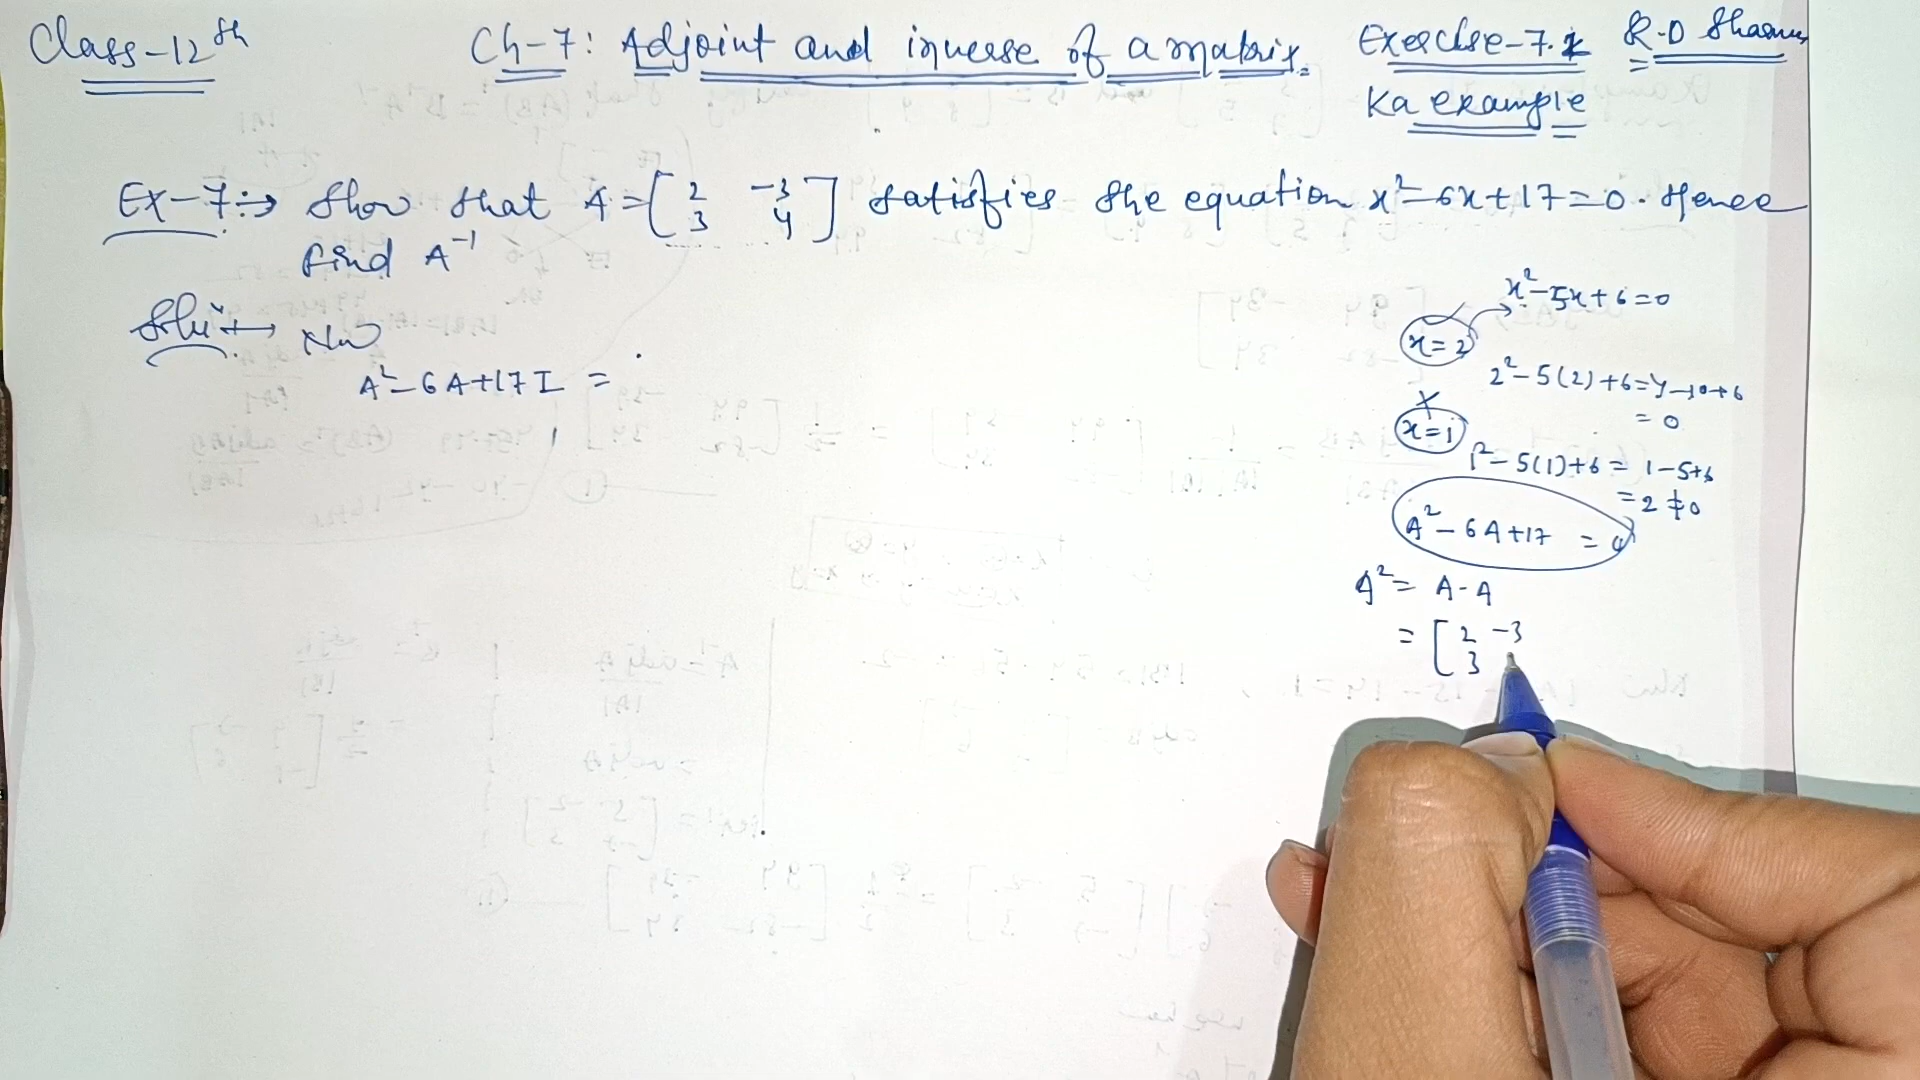 Class-12th
Ch-7: Adjoint and inverse of a matrix. Exercise-7.1 R.D Sharma
Ka example
Ex-7:→ Show that A = [2 -3
3 4] satisfies the equation x²-6x+17=0. Hence
find A⁻¹
Solu
A²-6A+17I =
x²-5x+6=0
x=2
2²-5(2)+6=4-10+6
= 0
x
x=1
1²-5(1)+6 = 1-5+6
= 2 ≠ 0
A²-6A+17 =
A² = A·A
= [2 -3
3